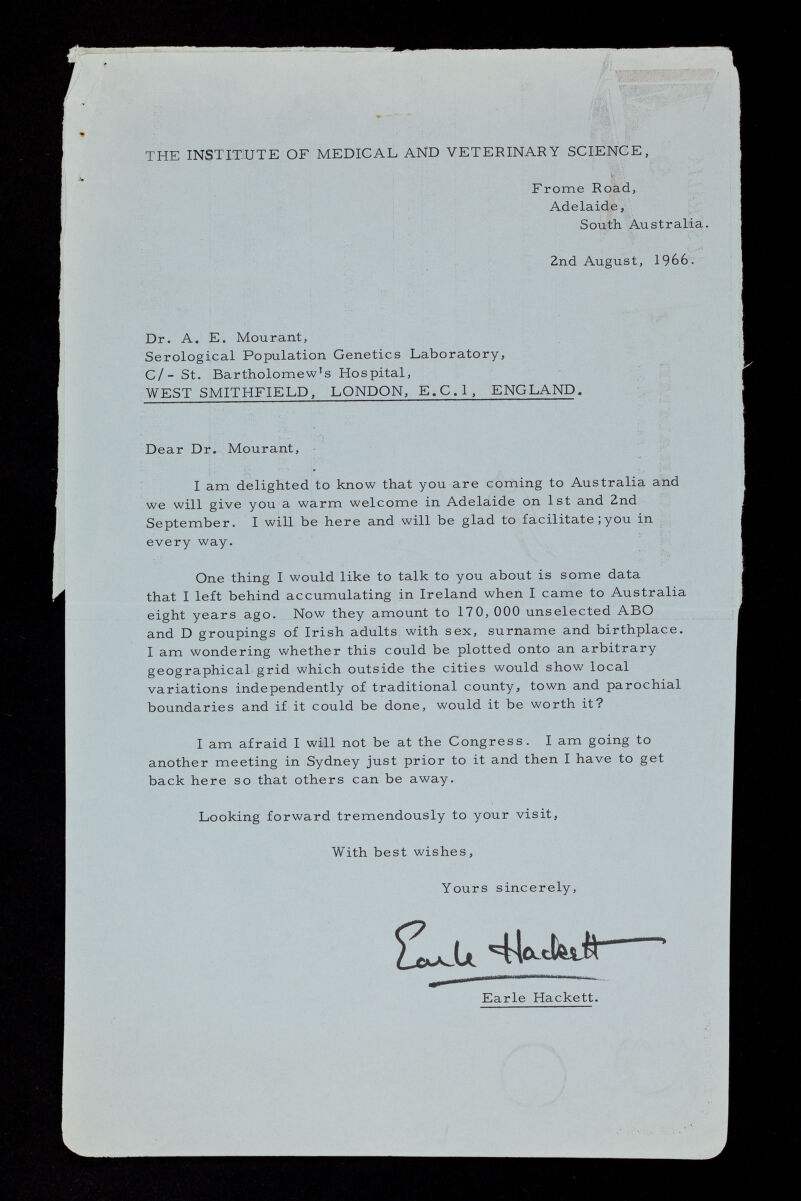 THE INSTITUTE OF MEDICAL AND VETERINARY SCIENCE,
Frome Road,
Adelaide,
South Australia.
2nd August, 1966.
Dr. A. E. Mourant,
Serological Population Genetics Laboratory,
C/- St. Bartholomew's Hospital,
WEST SMITHFIELD, LONDON, E.C.1, ENGLAND.
Dear Dr. Mourant,
I am delighted to know that you are coming to Australia and
we will give you a warm welcome in Adelaide on 1st and 2nd
September. I will be here and will be glad to facilitate;you in
every way.
One thing I would like to talk to you about is some data
that I left behind accumulating in Ireland when I came to Australia
eight years ago. Now they amount to 170,000 unselected ABO
and D groupings of Irish adults with sex, surname and birthplace.
I am wondering whether this could be plotted onto an arbitrary
geographical grid which outside the cities would show local
variations independently of traditional county, town and parochial
boundaries and if it could be done, would it be worth it?
I am afraid I will not be at the Congress. I am going to
another meeting in Sydney just prior to it and then I have to get
back here so that others can be away.
Looking forward tremendously to your visit,
With best wishes,
Yours sincerely,
Earle Hackett
Earle Hackett.